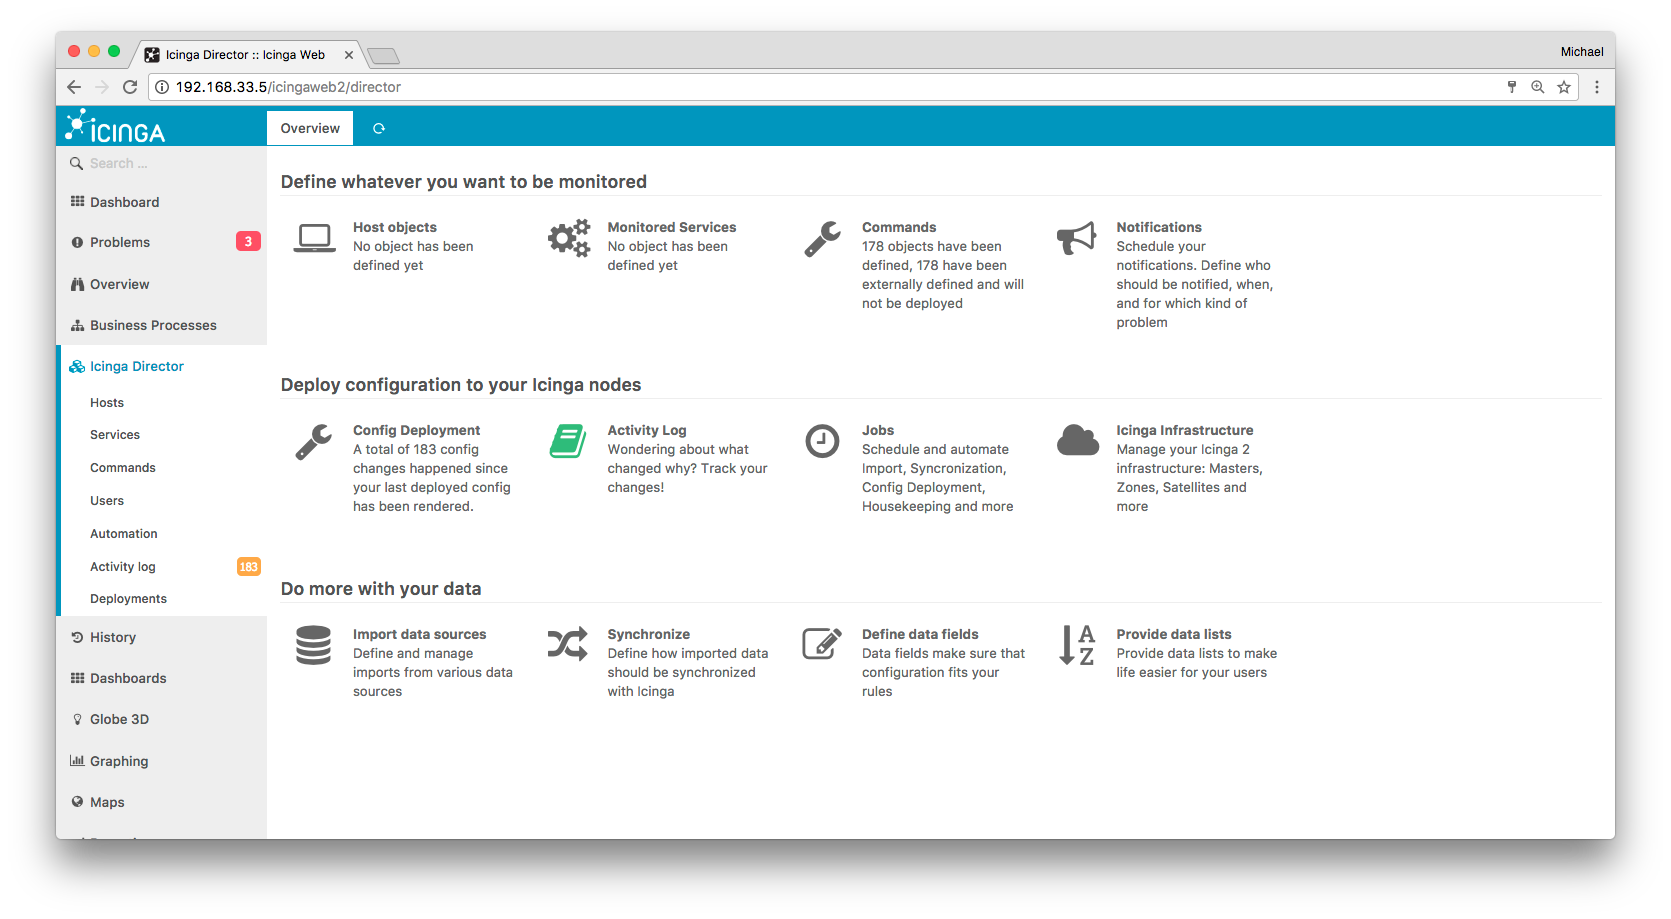 Icinga Director :: Icinga Web
Michael
192.168.33.5/icingaweb2/director
ICINGA
Overview
Search ...
Dashboard
Problems 3
Overview
Business Processes
Icinga Director
Hosts
Services
Commands
Users
Automation
Activity log 183
Deployments
History
Dashboards
Globe 3D
Graphing
Maps
Define whatever you want to be monitored
Host objects
No object has been
defined yet
Monitored Services
No object has been
defined yet
Commands
178 objects have been
defined, 178 have been
externally defined and will
not be deployed
Notifications
Schedule your
notifications. Define who
should be notified, when,
and for which kind of
problem
Deploy configuration to your Icinga nodes
Config Deployment
A total of 183 config
changes happened since
your last deployed config
has been rendered.
Activity Log
Wondering about what
changed why? Track your
changes!
Jobs
Schedule and automate
Import, Syncronization,
Config Deployment,
Housekeeping and more
Icinga Infrastructure
Manage your Icinga 2
infrastructure: Masters,
Zones, Satellites and
more
Do more with your data
Import data sources
Define and manage
imports from various data
sources
Synchronize
Define how imported data
should be synchronized
with Icinga
Define data fields
Data fields make sure that
configuration fits your
rules
A
Z
Provide data lists
Provide data lists to make
life easier for your users